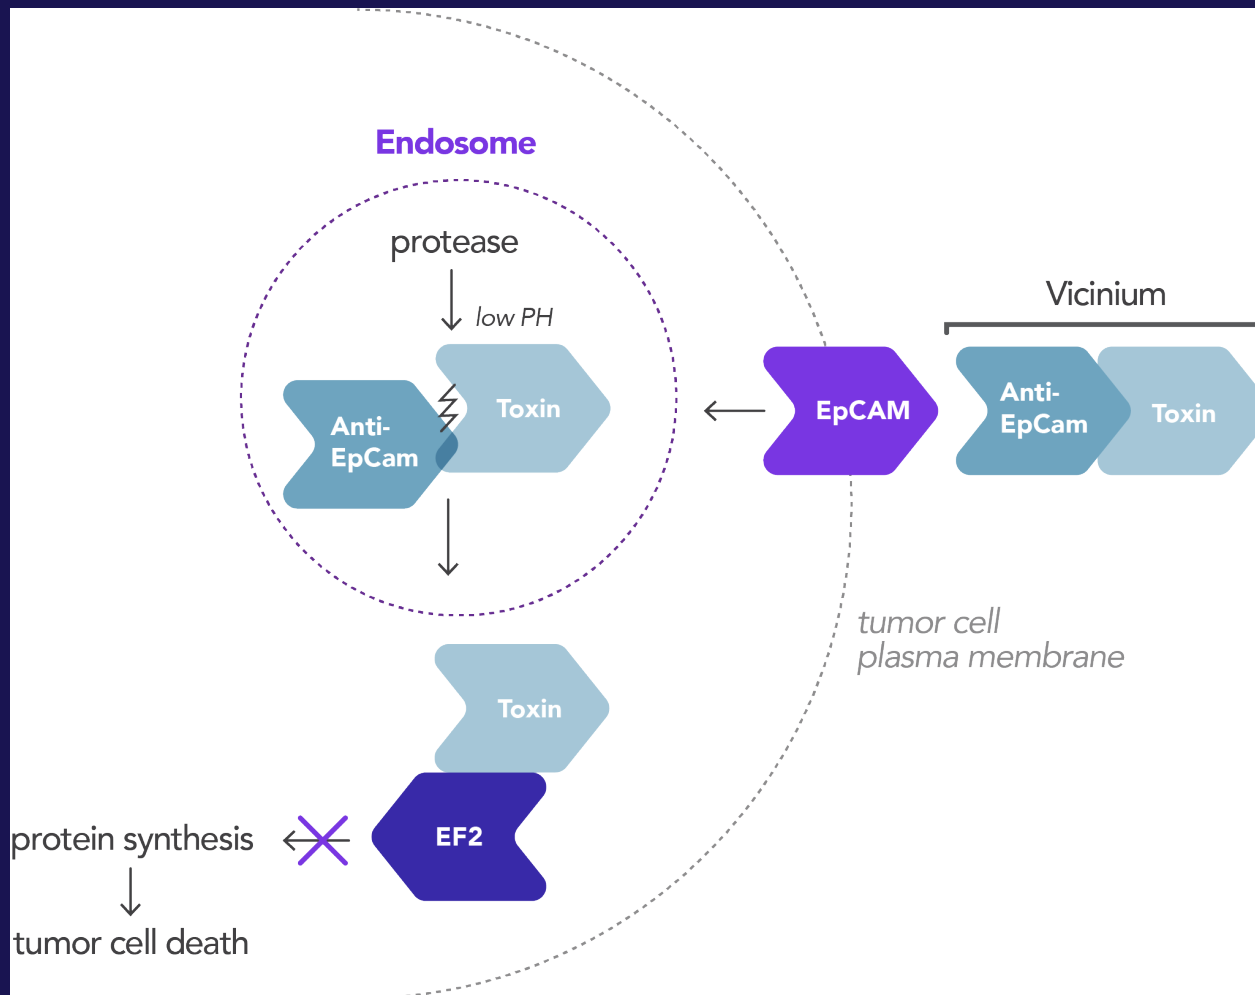 Endosome
protease
low PH
Vicinium
Toxin
Anti-
EpCam
EpCAM
Anti-
EpCam
Toxin
tumor cell
plasma membrane
Toxin
EF2
protein synthesis
tumor cell death